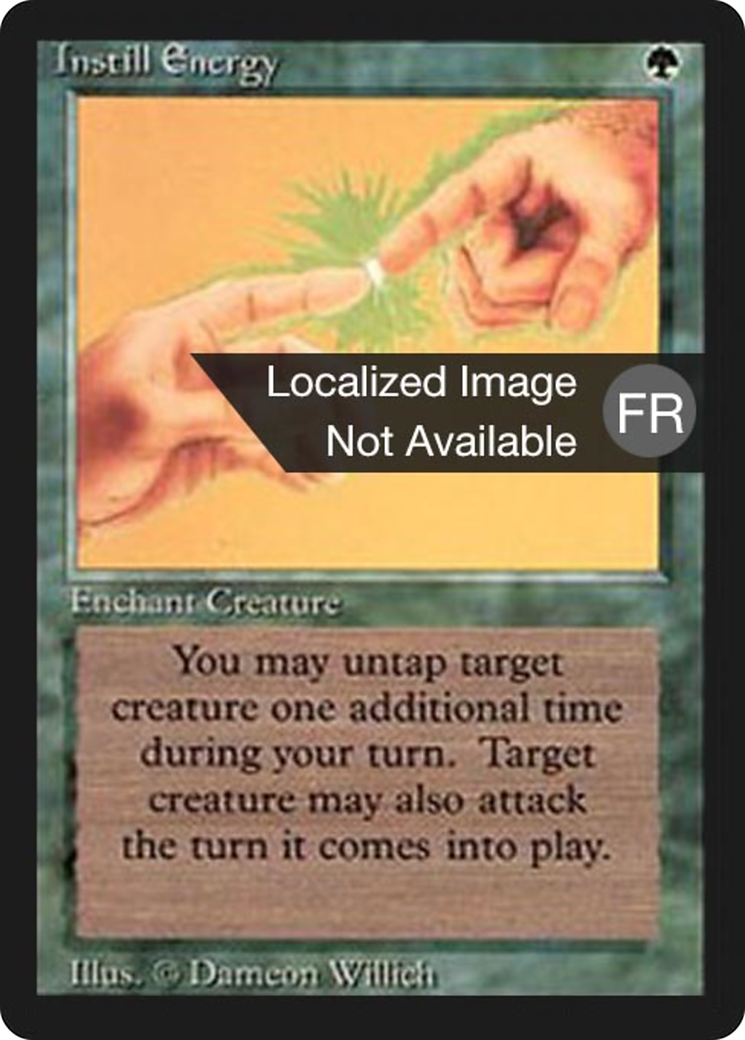 Instill Energy
Localized Image
Not Available
FR
Enchant Creature
You may untap target
creature one additional time
during your turn. Target
creature may also attack
the turn it comes into play.
Illus. © Dameon Willich